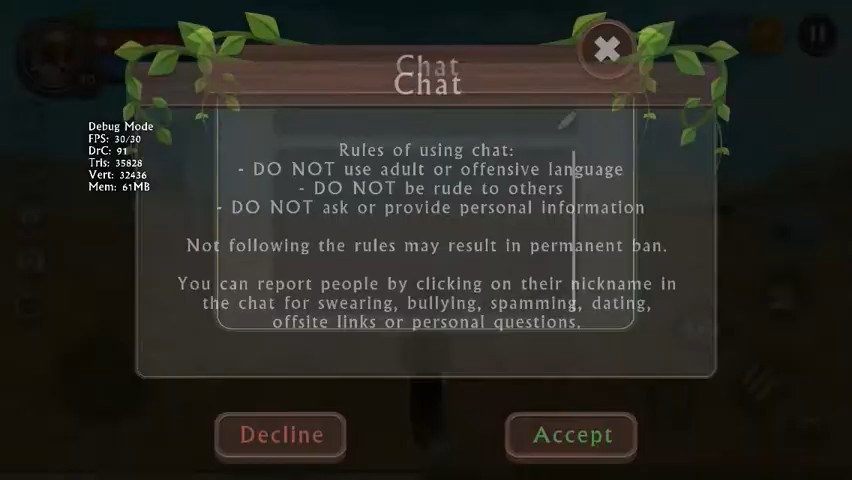 Chat
Chat
Debug Mode
FPS: 30/30
DrC: 91
Tris: 35828
Vert: 32436
Mem: 61MB
Rules of using chat:
- DO NOT use adult or offensive language
- DO NOT be rude to others
- DO NOT ask or provide personal information
Not following the rules may result in permanent ban.
You can report people by clicking on their nickname in
the chat for swearing, bullying, spamming, dating,
offsite links or personal questions.
Decline
Accept